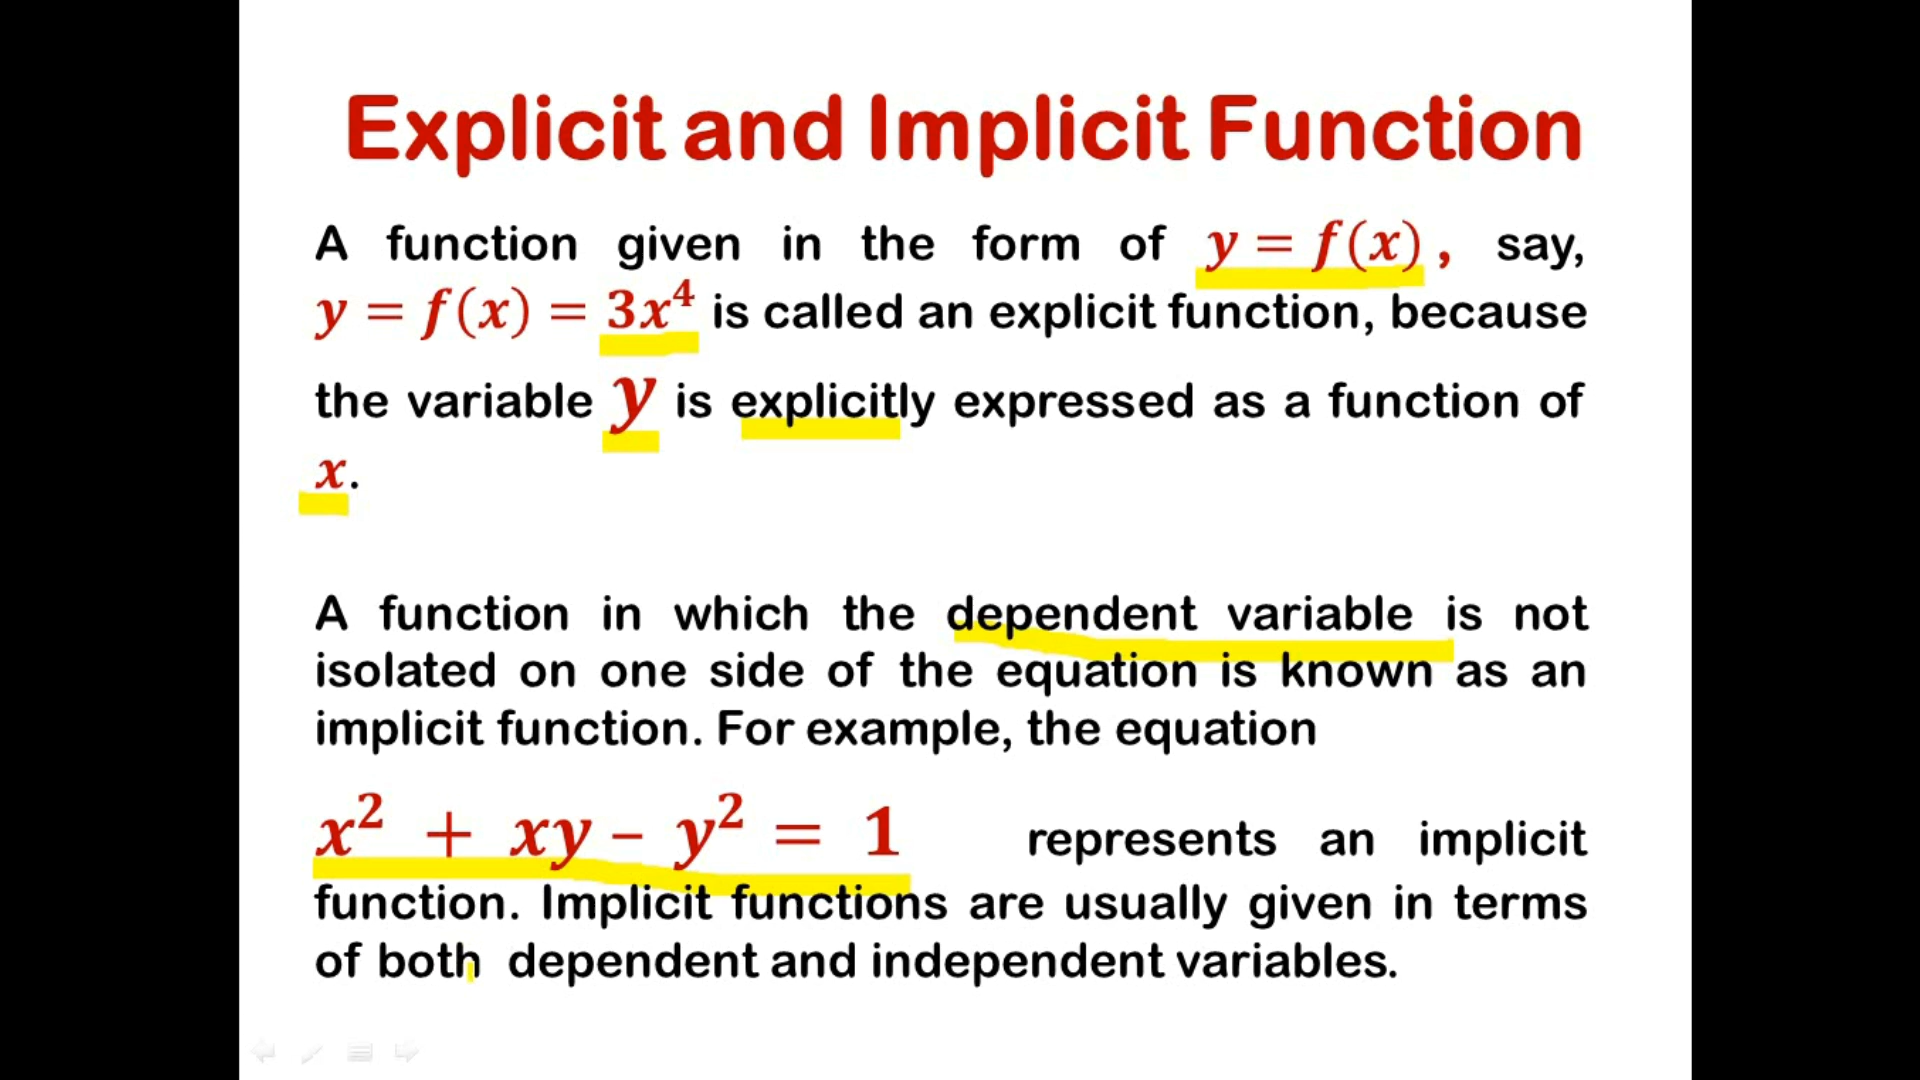 Explicit and Implicit Function
A function given in the form of y = f(x), say,
y = f(x) = 3x⁴ is called an explicit function, because
the variable y is explicitly expressed as a function of
x.
A function in which the dependent variable is not
isolated on one side of the equation is known as an
implicit function. For example, the equation
x² + xy – y² = 1 represents an implicit
function. Implicit functions are usually given in terms
of both dependent and independent variables.